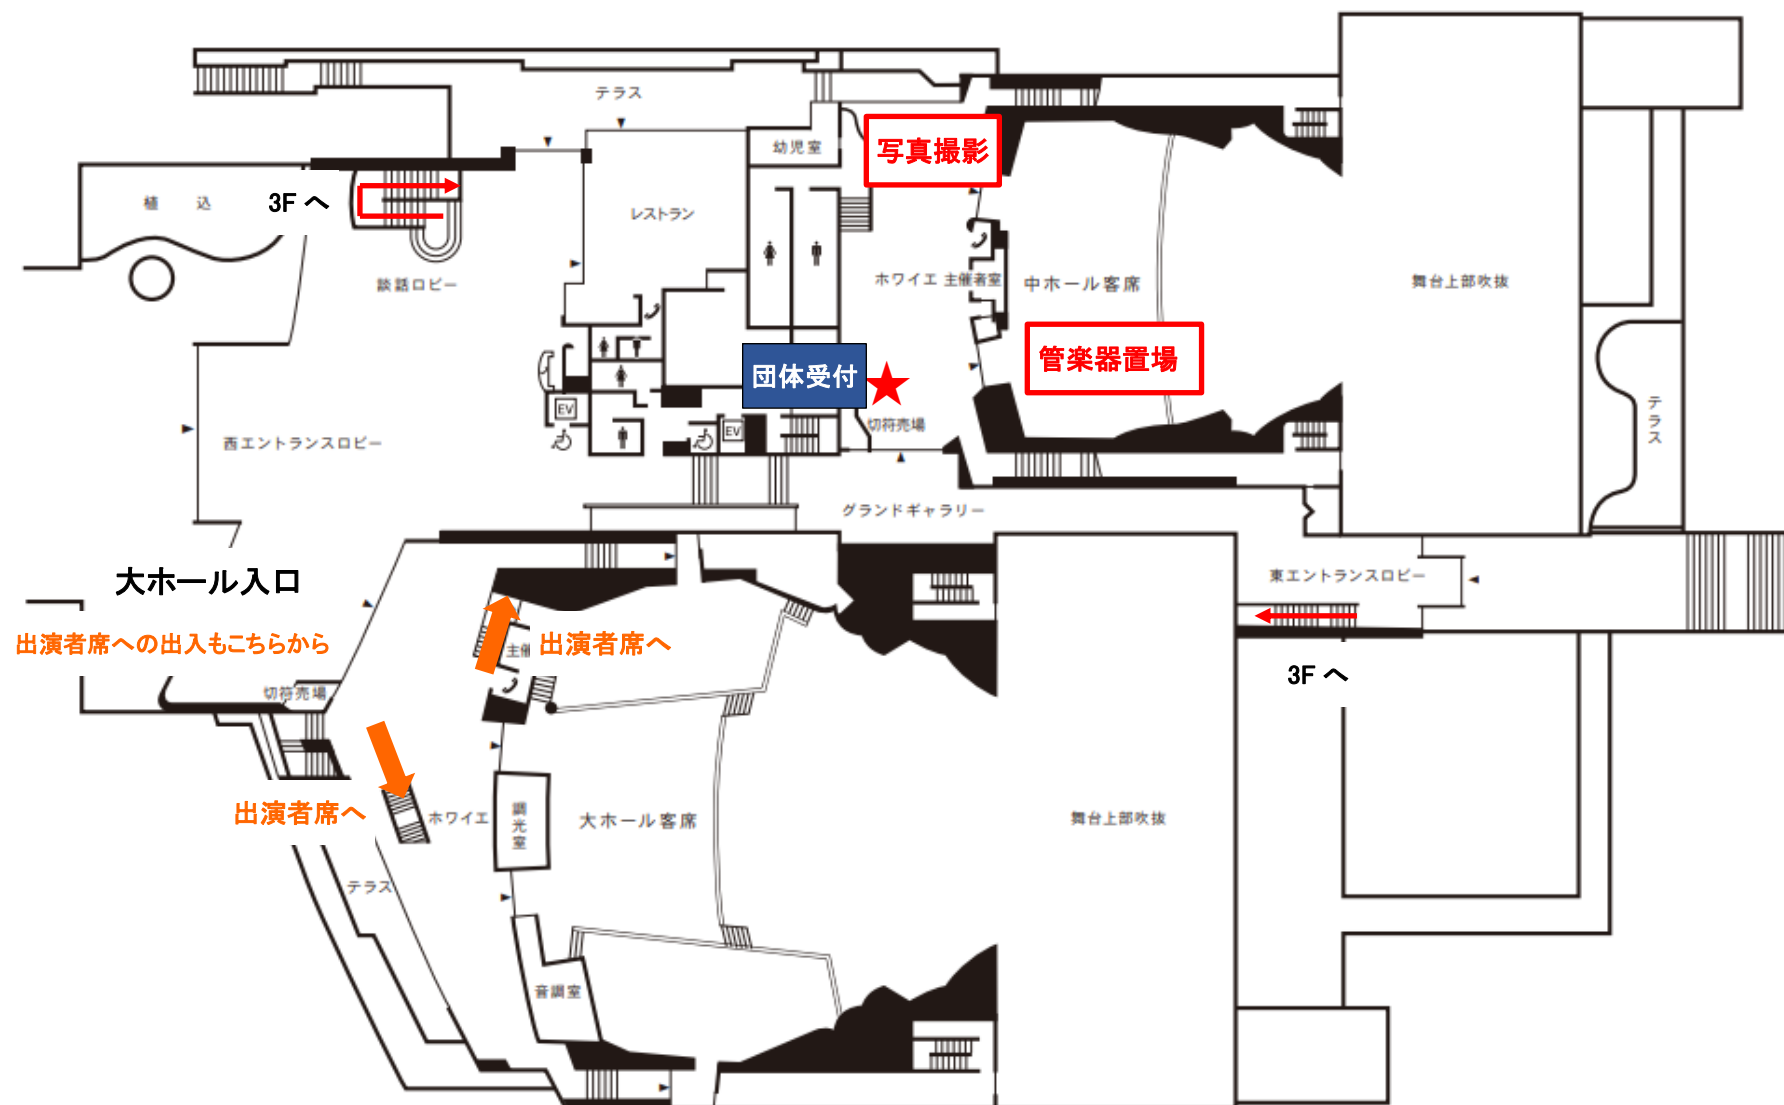 テラス
幼児室
写真撮影
植 込
3F へ
レストラン
談話ロビー
ホワイエ
主催者室
中ホール客席
舞台上部吹抜
管楽器置場
団体受付
★
切符売場
EV
EV
テラス
西エントランスロビー
グランドギャラリー
大ホール入口
東エントランスロビー
出演者席への出入もこちらから
主催
出演者席へ
3F へ
切符売場
出演者席へ
ホワイエ
調光室
大ホール客席
舞台上部吹抜
テラス
音調室